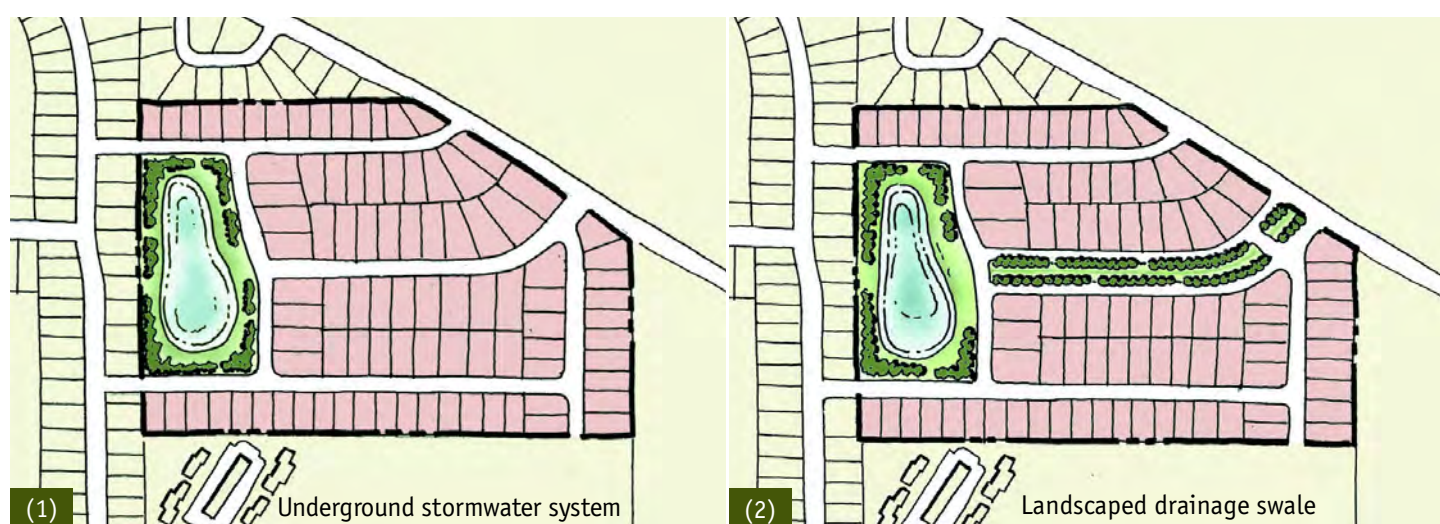 (1) Underground stormwater system
(2) Landscaped drainage swale